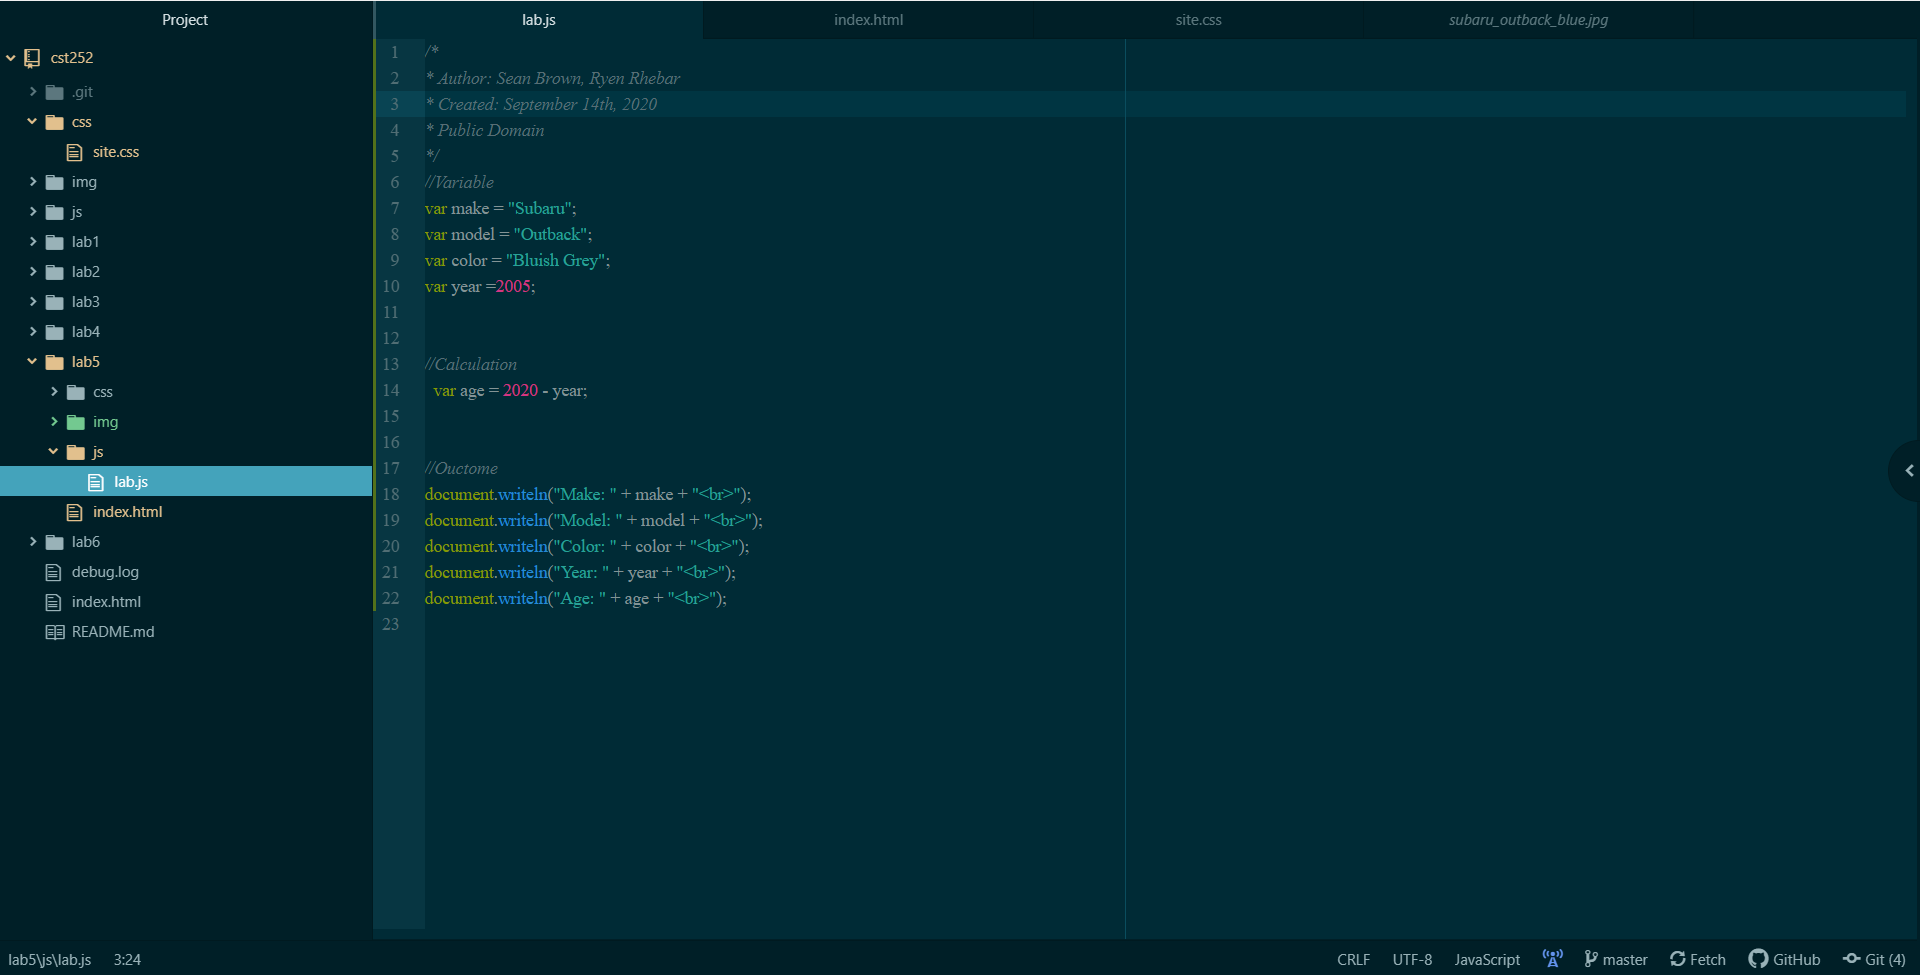 Project
cst252
.git
css
site.css
img
js
lab1
lab2
lab3
lab4
lab5
css
img
js
lab.js
index.html
lab6
debug.log
index.html
README.md
lab.js index.html site.css subaru_outback_blue.jpg
1 /*
2 * Author: Sean Brown, Ryen Rhebar
3 * Created: September 14th, 2020
4 * Public Domain
5 */
6 //Variable
7 var make = "Subaru";
8 var model = "Outback";
9 var color = "Bluish Grey";
10 var year =2005;
11
12
13 //Calculation
14 var age = 2020 - year;
15
16
17 //Ouctome
18 document.writeln("Make: " + make + "<br>");
19 document.writeln("Model: " + model + "<br>");
20 document.writeln("Color: " + color + "<br>");
21 document.writeln("Year: " + year + "<br>");
22 document.writeln("Age: " + age + "<br>");
23
lab5\js\lab.js 3:24 CRLF UTF-8 JavaScript master Fetch GitHub Git (4)